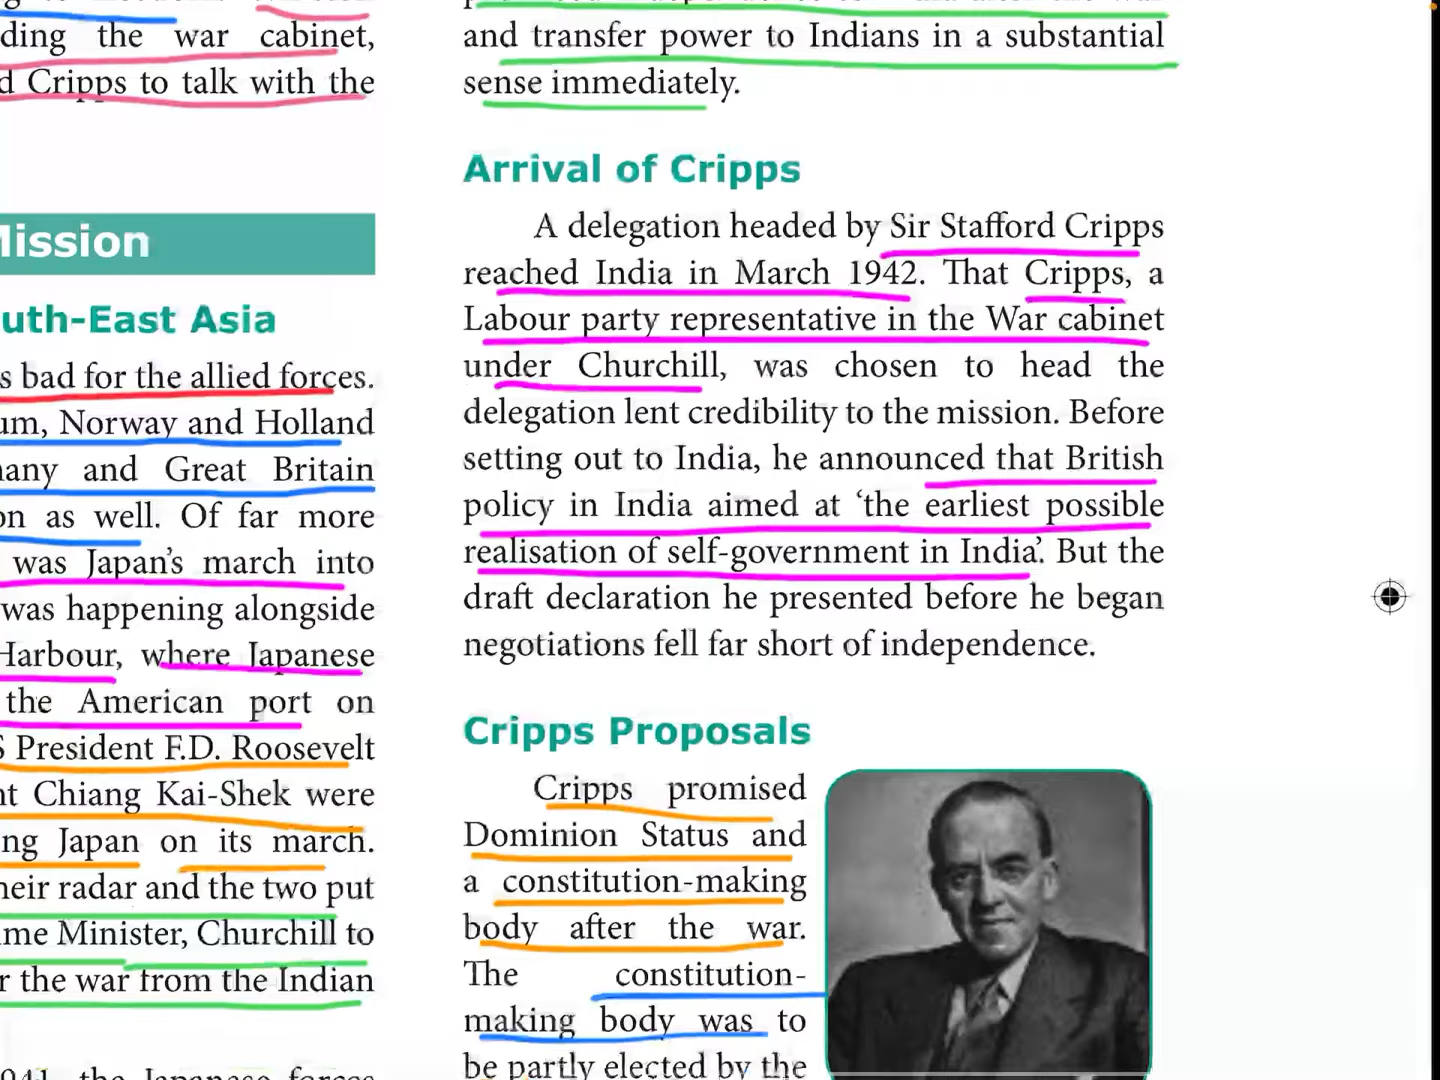 ding the war cabinet,
Cripps to talk with the
Mission
uth-East Asia
s bad for the allied forces.
um, Norway and Holland
many and Great Britain
on as well. Of far more
was Japan's march into
was happening alongside
Harbour, where Japanese
the American port on
S President F.D. Roosevelt
nt Chiang Kai-Shek were
ng Japan on its march.
heir radar and the two put
me Minister, Churchill to
r the war from the Indian
the Japanese forces
and transfer power to Indians in a substantial
sense immediately.
Arrival of Cripps
A delegation headed by Sir Stafford Cripps
reached India in March 1942. That Cripps, a
Labour party representative in the War cabinet
under Churchill, was chosen to head the
delegation lent credibility to the mission. Before
setting out to India, he announced that British
policy in India aimed at ‘the earliest possible
realisation of self-government in India’. But the
draft declaration he presented before he began
negotiations fell far short of independence.
Cripps Proposals
Cripps promised
Dominion Status and
a constitution-making
body after the war.
The constitution-
making body was to
be partly elected by the